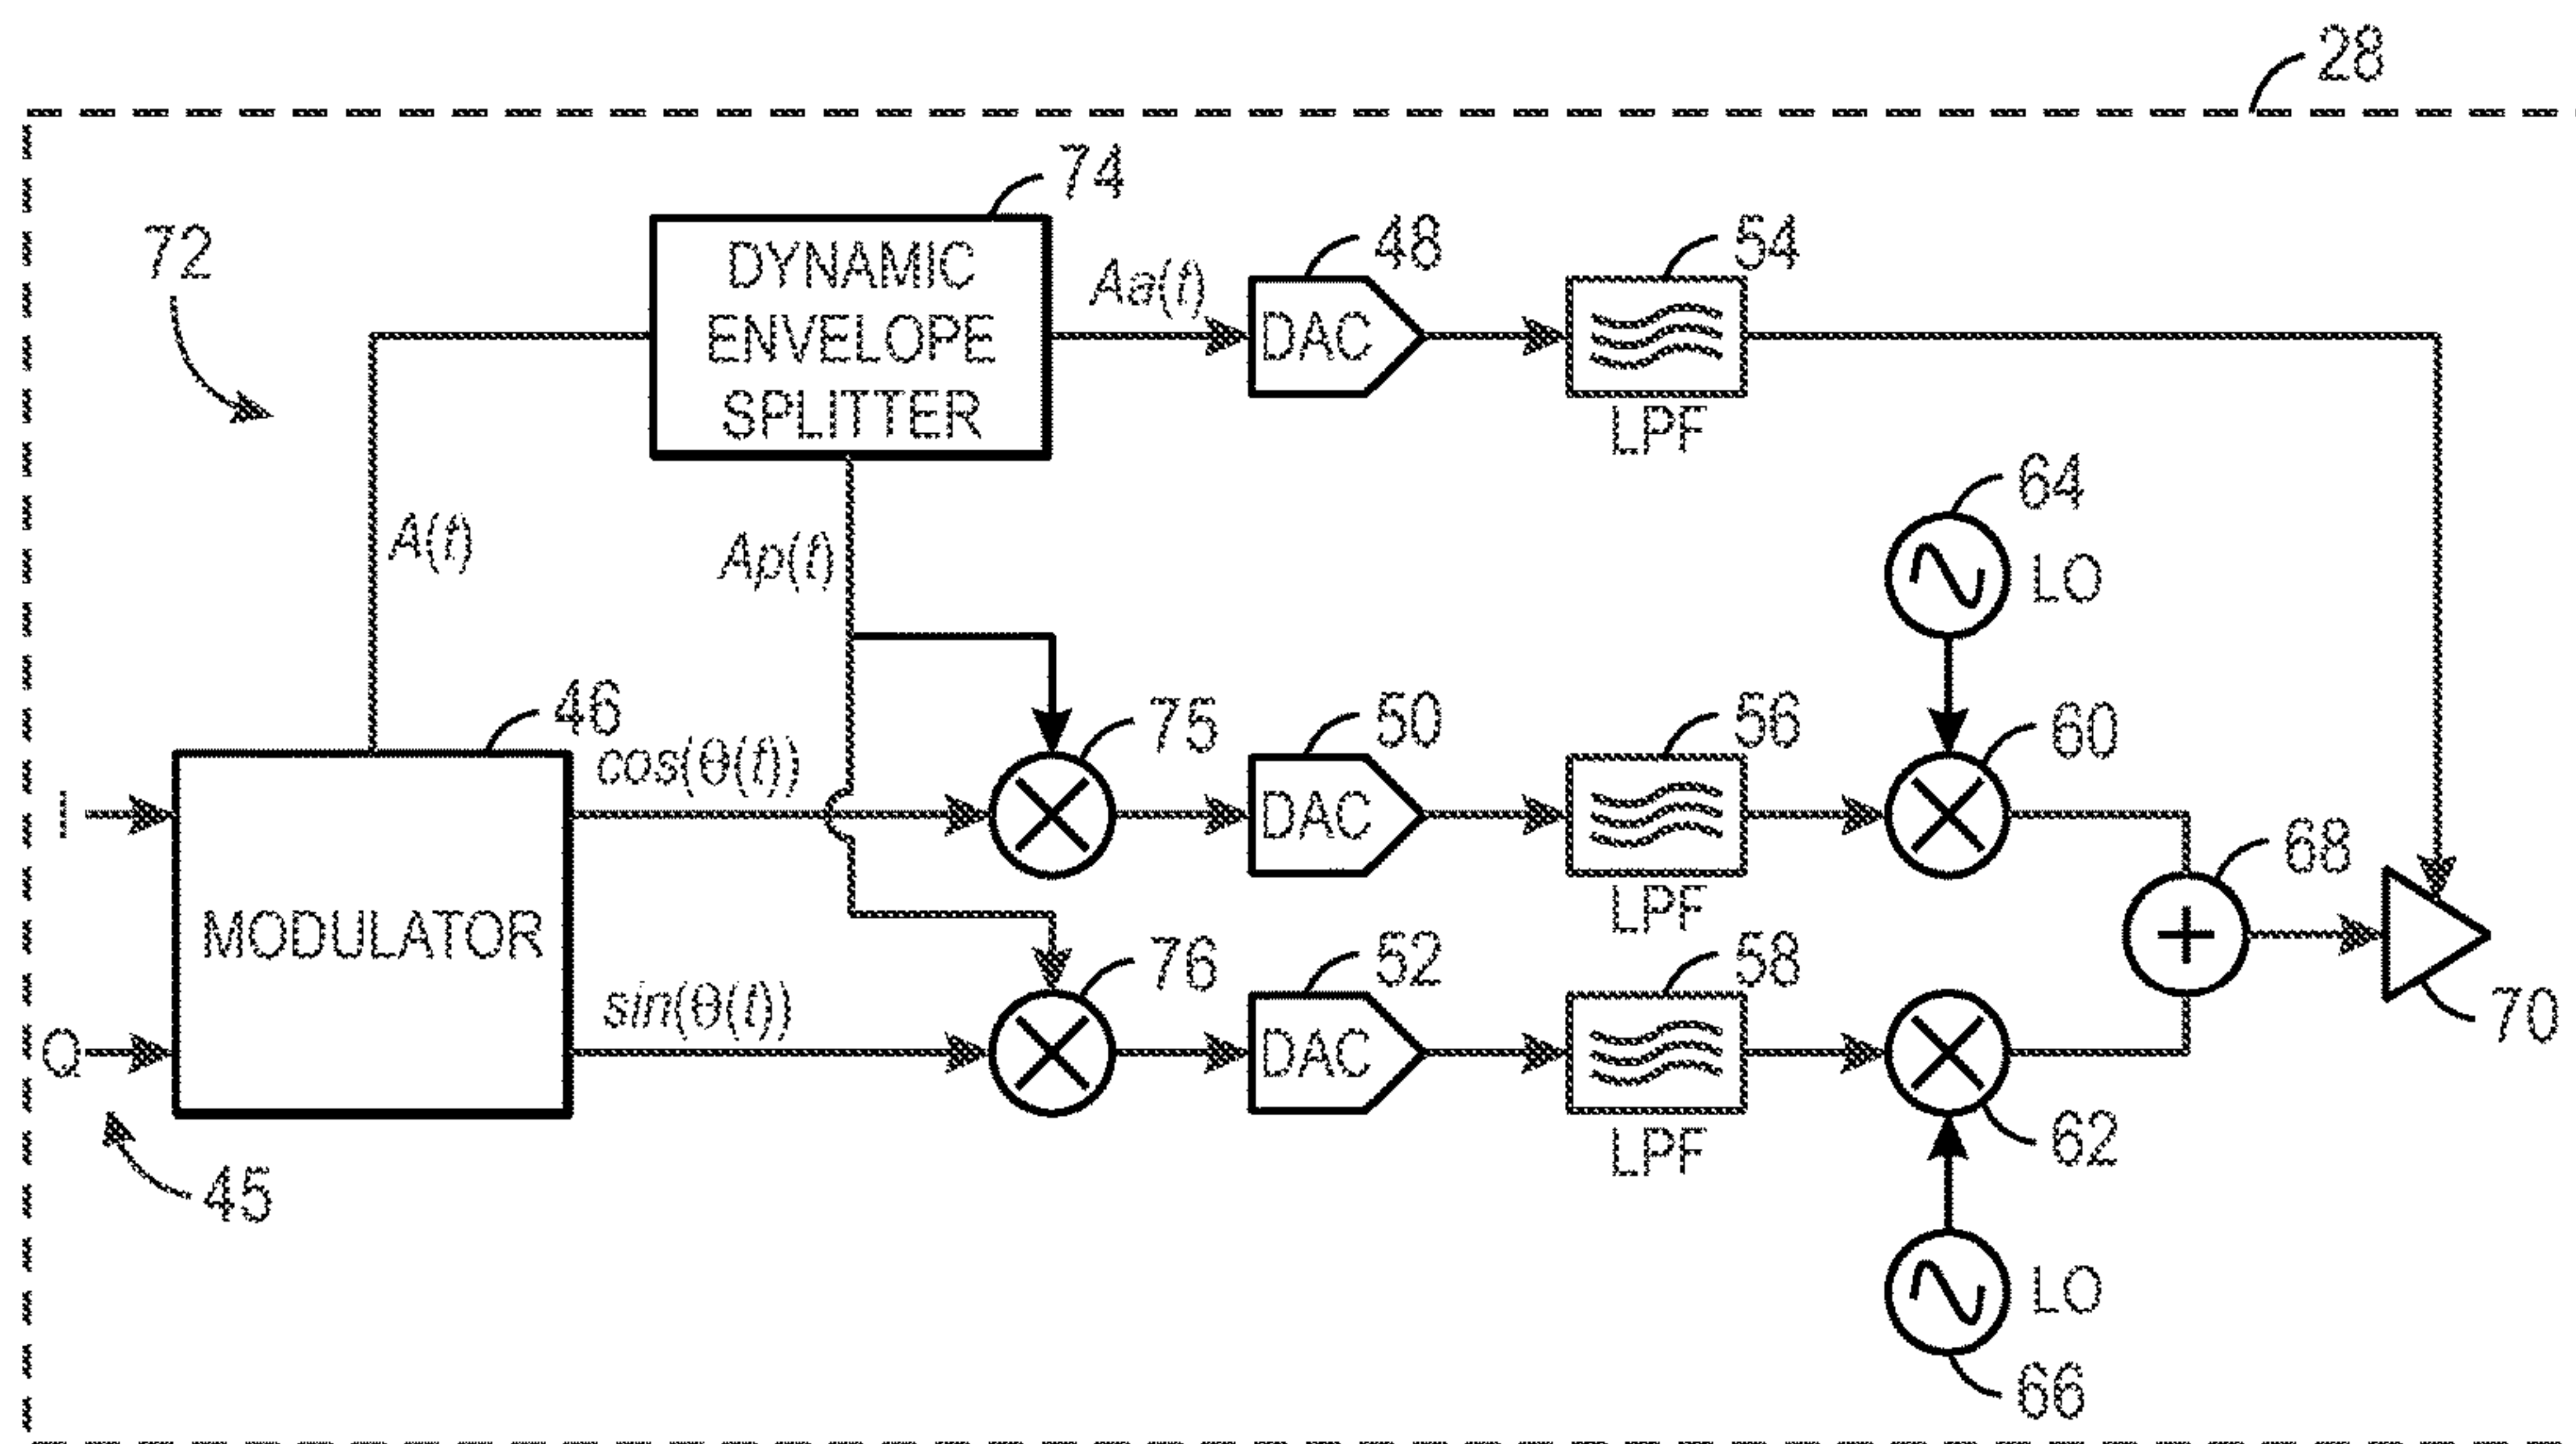 28
74
72
DYNAMIC
ENVELOPE
SPLITTER
Aa(t)
48
DAC
54
LPF
A(t)
Ap(t)
64
LO
46
cos(θ(t))
75
50
DAC
56
LPF
60
I
MODULATOR
68
Q
sin(θ(t))
76
52
DAC
58
LPF
62
70
45
LO
66